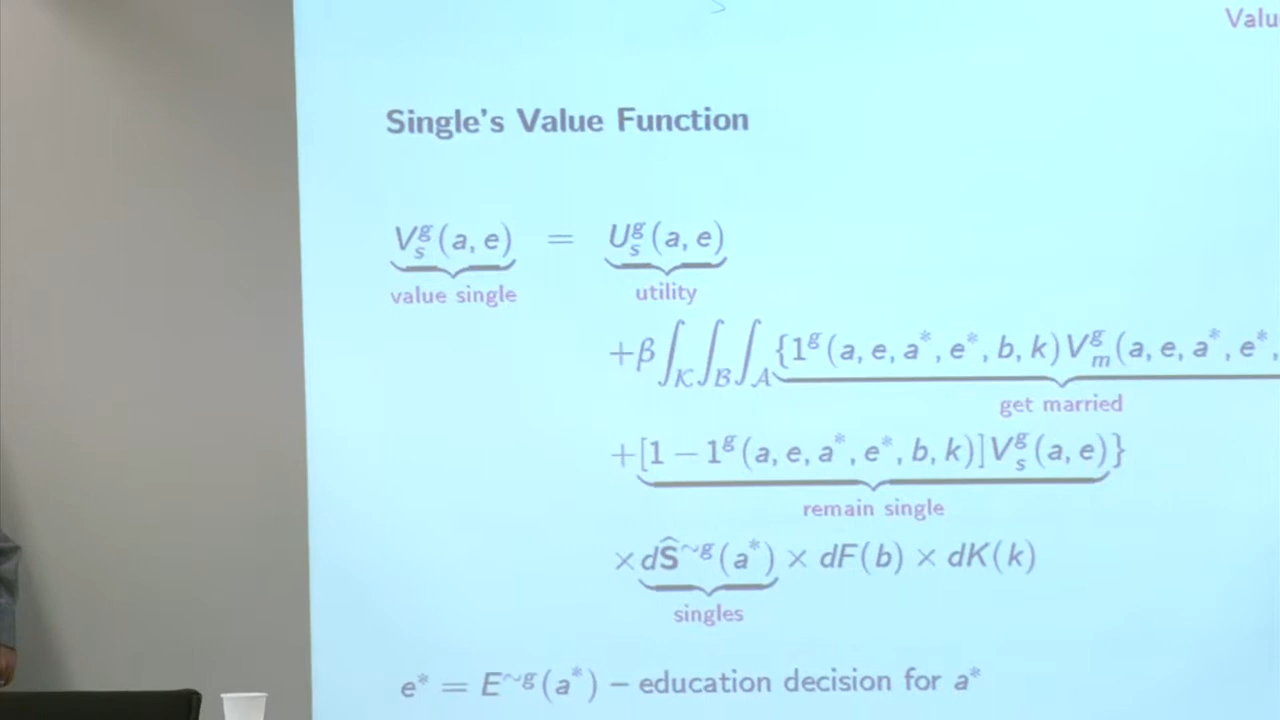 Valu
Single's Value Function
V_s^g(a, e) = U_s^g(a, e)
value single utility
+β∫_K∫_B∫_A{1^g(a, e, a*, e*, b, k)V_m^g(a, e, a*, e*,
get married
+[1 − 1^g(a, e, a*, e*, b, k)]V_s^g(a, e)}
remain single
×dŜ^∼g(a*) × dF(b) × dK(k)
singles
e* = E^∼g(a*) – education decision for a*